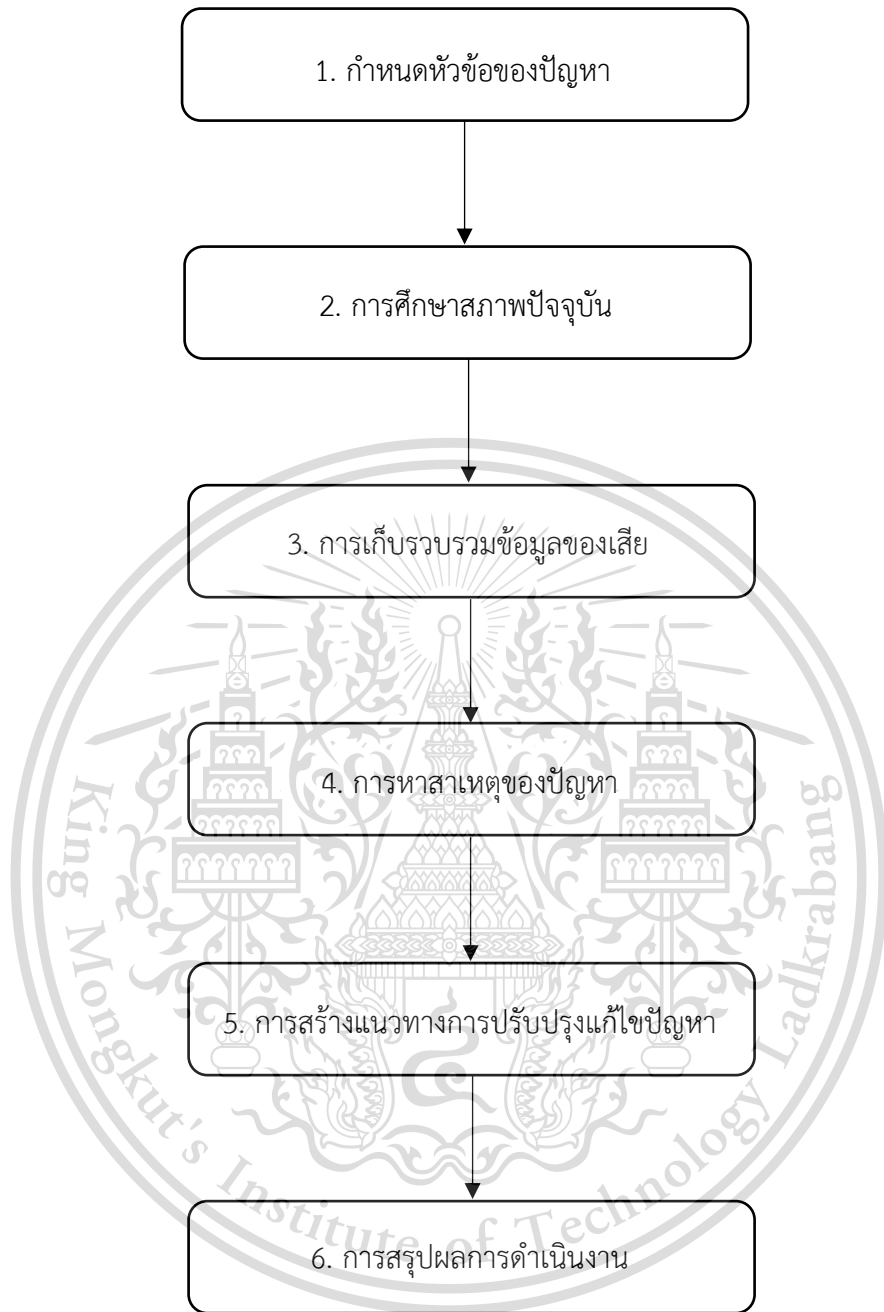 1. กำหนดหัวข้อของปัญหา
2. การศึกษาสภาพปัจจุบัน
3. การเก็บรวบรวมข้อมูลของเสีย
4. การหาสาเหตุของปัญหา
5. การสร้างแนวทางการปรับปรุงแก้ไขปัญหา
6. การสรุปผลการดำเนินงาน
King Mongkut's Institute of Technology Ladkrabang